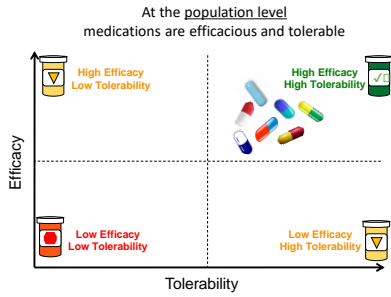 At the population level
medications are efficacious and tolerable
High Efficacy
Low Tolerability
High Efficacy
High Tolerability
Efficacy
Low Efficacy
Low Tolerability
Low Efficacy
High Tolerability
Tolerability